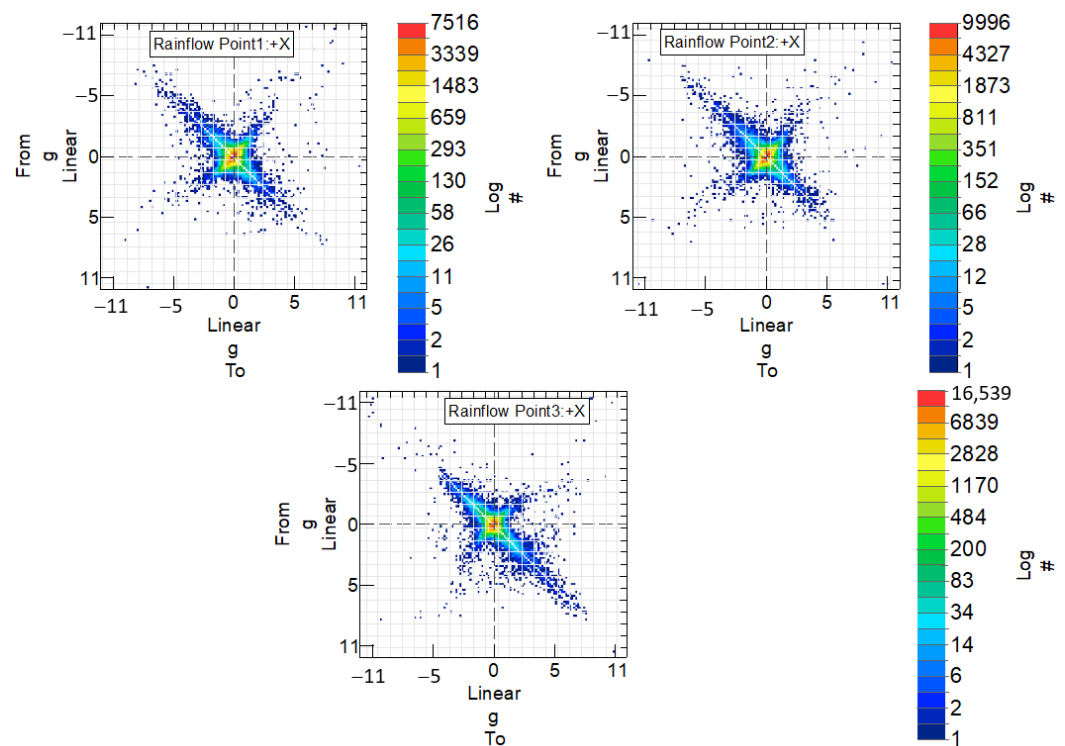 Rainflow Point1:+X
−11
−5
0
5
11
From
g
Linear
−11
−5
0
5
11
Linear
g
To
7516
3339
1483
659
293
130
58
26
11
5
2
1
Log
#
Rainflow Point2:+X
−11
−5
0
5
11
From
g
Linear
−11
−5
0
5
11
Linear
g
To
9996
4327
1873
811
351
152
66
28
12
5
2
1
Log
#
Rainflow Point3:+X
−11
−5
0
5
11
From
g
Linear
−11
−5
0
5
11
Linear
g
To
16,539
6839
2828
1170
484
200
83
34
14
6
2
1
Log
#